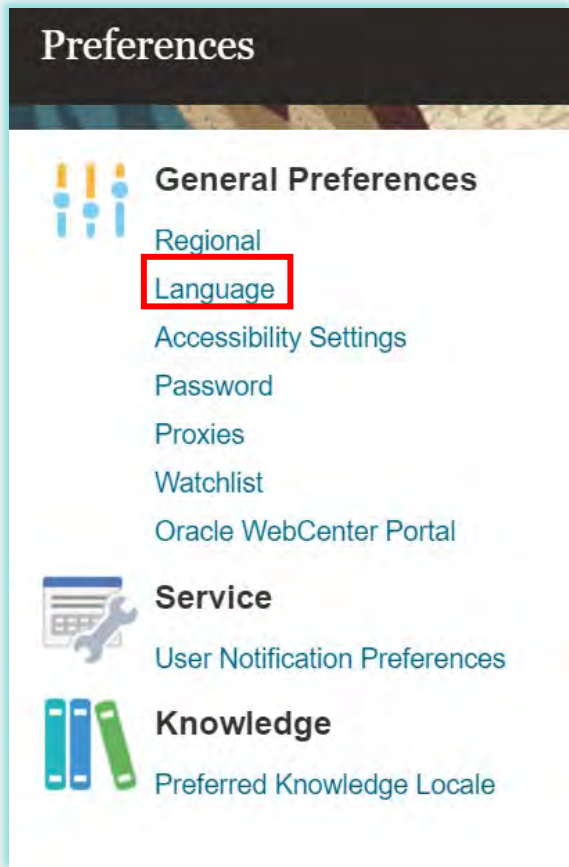 Preferences
General Preferences
Regional
Language
Accessibility Settings
Password
Proxies
Watchlist
Oracle WebCenter Portal
Service
User Notification Preferences
Knowledge
Preferred Knowledge Locale